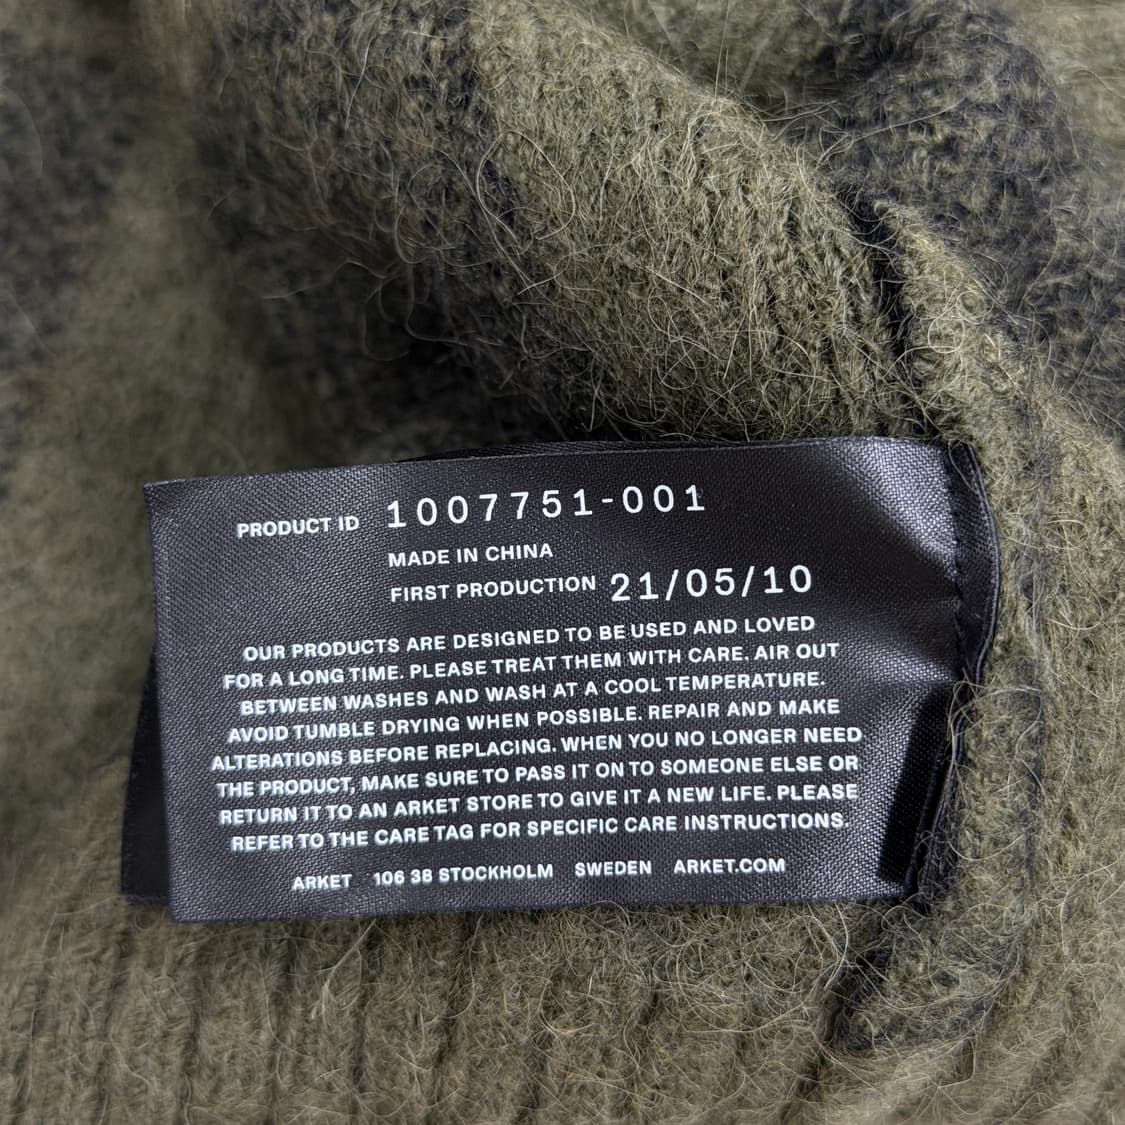 PRODUCT ID 1007751-001
MADE IN CHINA
FIRST PRODUCTION 21/05/10
OUR PRODUCTS ARE DESIGNED TO BE USED AND LOVED
FOR A LONG TIME. PLEASE TREAT THEM WITH CARE. AIR OUT
BETWEEN WASHES AND WASH AT A COOL TEMPERATURE.
AVOID TUMBLE DRYING WHEN POSSIBLE. REPAIR AND MAKE
ALTERATIONS BEFORE REPLACING. WHEN YOU NO LONGER NEED
THE PRODUCT, MAKE SURE TO PASS IT ON TO SOMEONE ELSE OR
RETURN IT TO AN ARKET STORE TO GIVE IT A NEW LIFE. PLEASE
REFER TO THE CARE TAG FOR SPECIFIC CARE INSTRUCTIONS.
ARKET 106 38 STOCKHOLM SWEDEN ARKET.COM